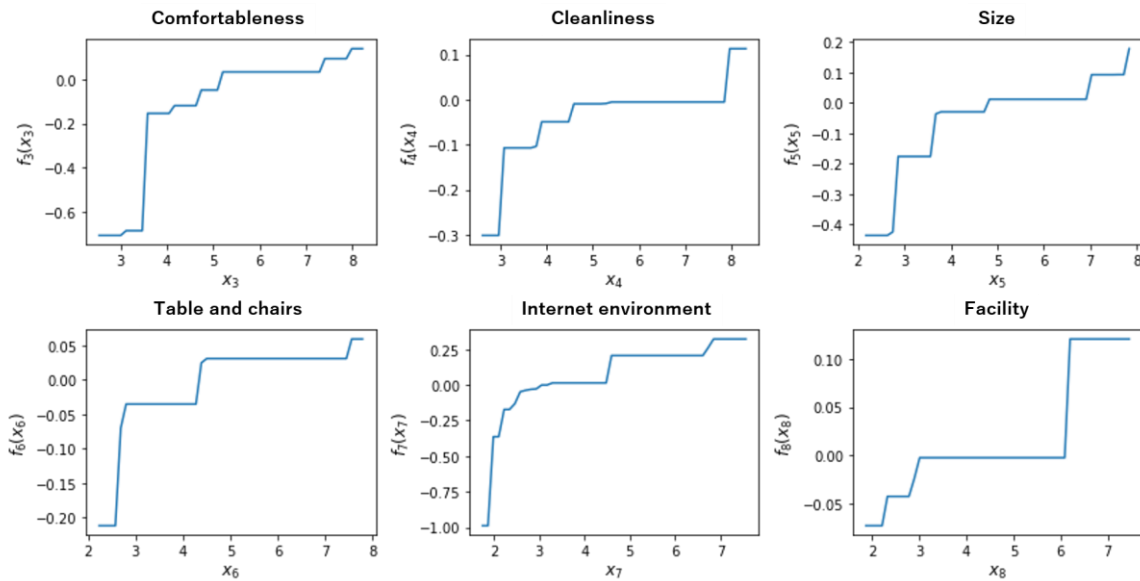 Comfortableness
f3(x3)
0.0
−0.2
−0.4
−0.6
3 4 5 6 7 8
x3
Cleanliness
f4(x4)
0.1
0.0
−0.1
−0.2
−0.3
3 4 5 6 7 8
x4
Size
f5(x5)
0.2
0.1
0.0
−0.1
−0.2
−0.3
−0.4
2 3 4 5 6 7 8
x5
Table and chairs
f6(x6)
0.05
0.00
−0.05
−0.10
−0.15
−0.20
2 3 4 5 6 7 8
x6
Internet environment
f7(x7)
0.25
0.00
−0.25
−0.50
−0.75
−1.00
2 3 4 5 6 7
x7
Facility
f8(x8)
0.10
0.05
0.00
−0.05
2 3 4 5 6 7
x8